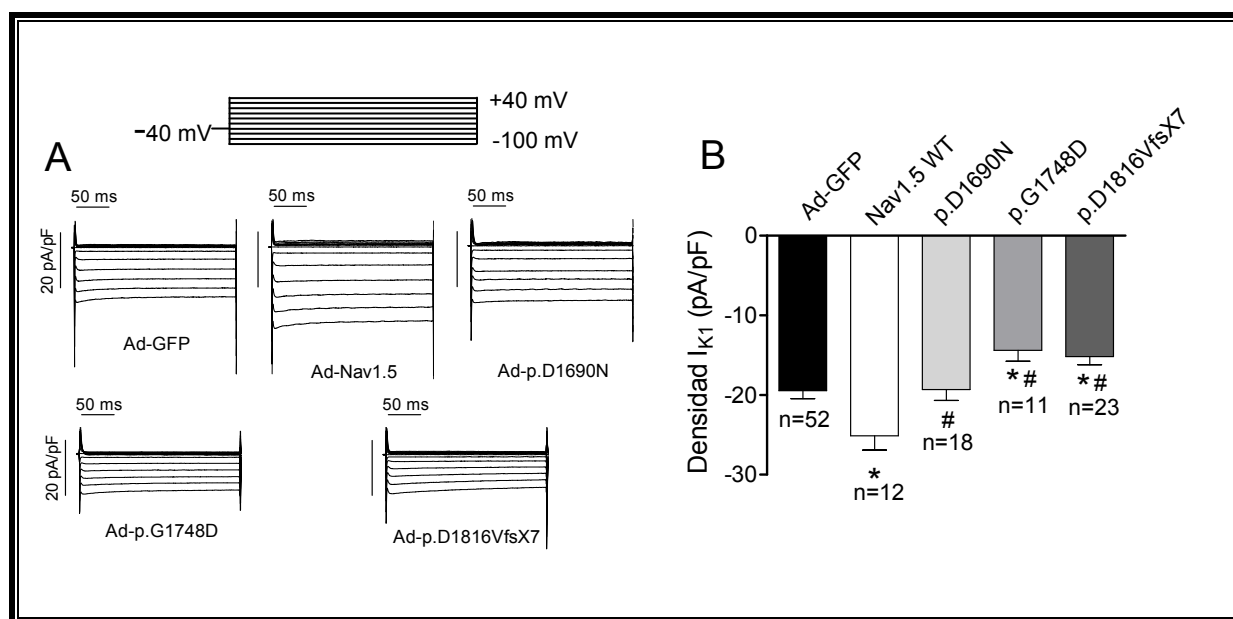 +40 mV
−40 mV
-100 mV
A
50 ms
50 ms
50 ms
20 pA/pF
Ad-GFP
Ad-Nav1.5
Ad-p.D1690N
50 ms
50 ms
20 pA/pF
Ad-p.G1748D
Ad-p.D1816VfsX7
B
Ad-GFP
Nav1.5 WT
p.D1690N
p.G1748D
p.D1816VfsX7
Densidad IK1 (pA/pF)
0
-10
-20
-30
n=52
*
n=12
#
n=18
*#
n=11
*#
n=23